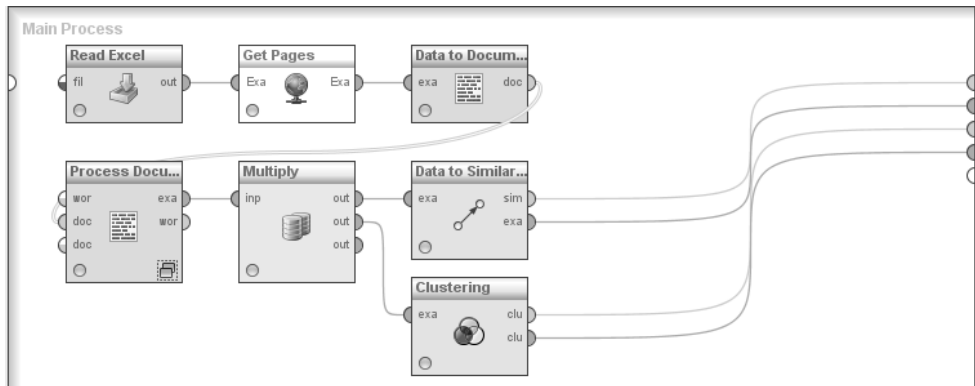 Main Process
Read Excel
fil out
Get Pages
Exa Exa
Data to Docum...
exa doc
Process Docu...
wor exa
doc wor
doc
Multiply
inp out
out
out
Data to Similar...
exa sim
exa
Clustering
exa clu
clu